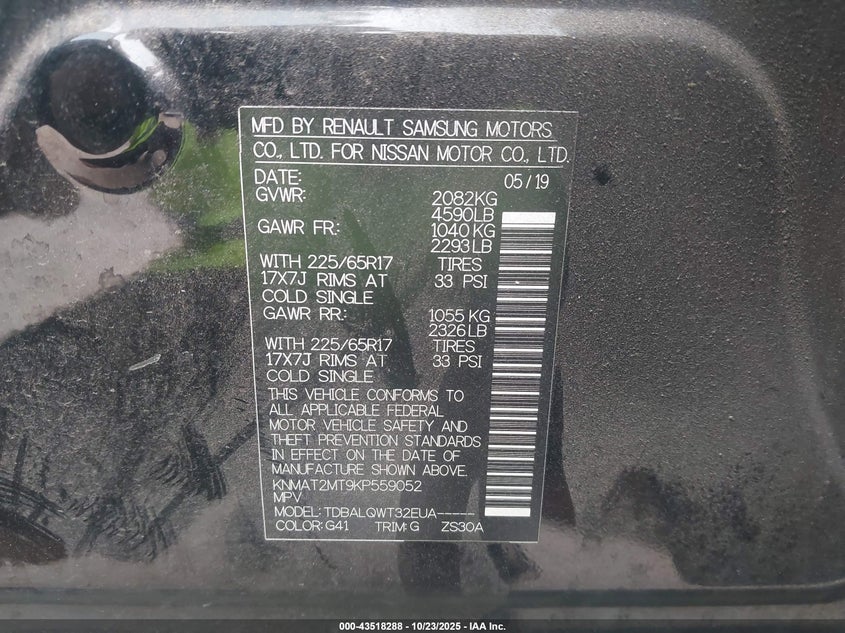 MFD BY RENAULT SAMSUNG MOTORS
CO., LTD. FOR NISSAN MOTOR CO., LTD.
DATE: 05/19
GVWR: 2082KG
4590LB
GAWR FR: 1040KG
2293LB
WITH 225/65R17 TIRES
17X7J RIMS AT 33 PSI
COLD SINGLE
GAWR RR: 1055KG
2326LB
WITH 225/65R17 TIRES
17X7J RIMS AT 33 PSI
COLD SINGLE
THIS VEHICLE CONFORMS TO
ALL APPLICABLE FEDERAL
MOTOR VEHICLE SAFETY AND
THEFT PREVENTION STANDARDS
IN EFFECT ON THE DATE OF
MANUFACTURE SHOWN ABOVE.
KNMAT2MT9KP559052
MPV
MODEL: TDBALQWT32EUA-----
COLOR:G41 TRIM:G ZS30A
000-43518288 - 10/23/2025 - IAA Inc.